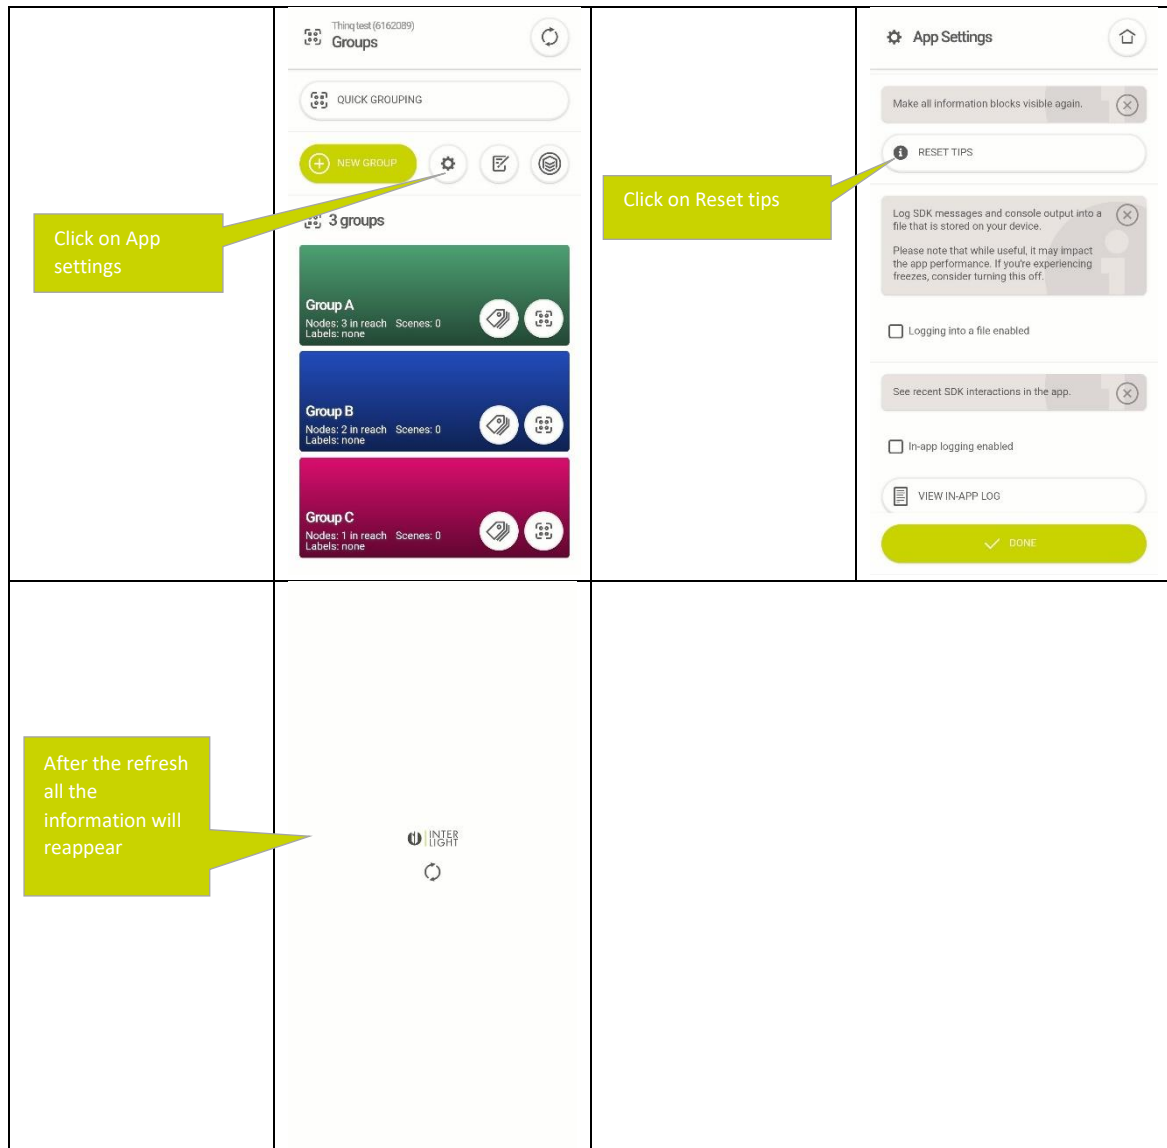 Thinq test (6162089)
Groups
QUICK GROUPING
NEW GROUP
Click on App
settings
3 groups
Group A
Nodes: 3 in reach Scenes: 0
Labels: none
Group B
Nodes: 2 in reach Scenes: 0
Labels: none
Group C
Nodes: 1 in reach Scenes: 0
Labels: none
Click on Reset tips
App Settings
Make all information blocks visible again.
RESET TIPS
Log SDK messages and console output into a
file that is stored on your device.
Please note that while useful, it may impact
the app performance. If you're experiencing
freezes, consider turning this off.
Logging into a file enabled
See recent SDK interactions in the app.
In-app logging enabled
VIEW IN-APP LOG
DONE
After the refresh
all the
information will
reappear
INTER
LIGHT